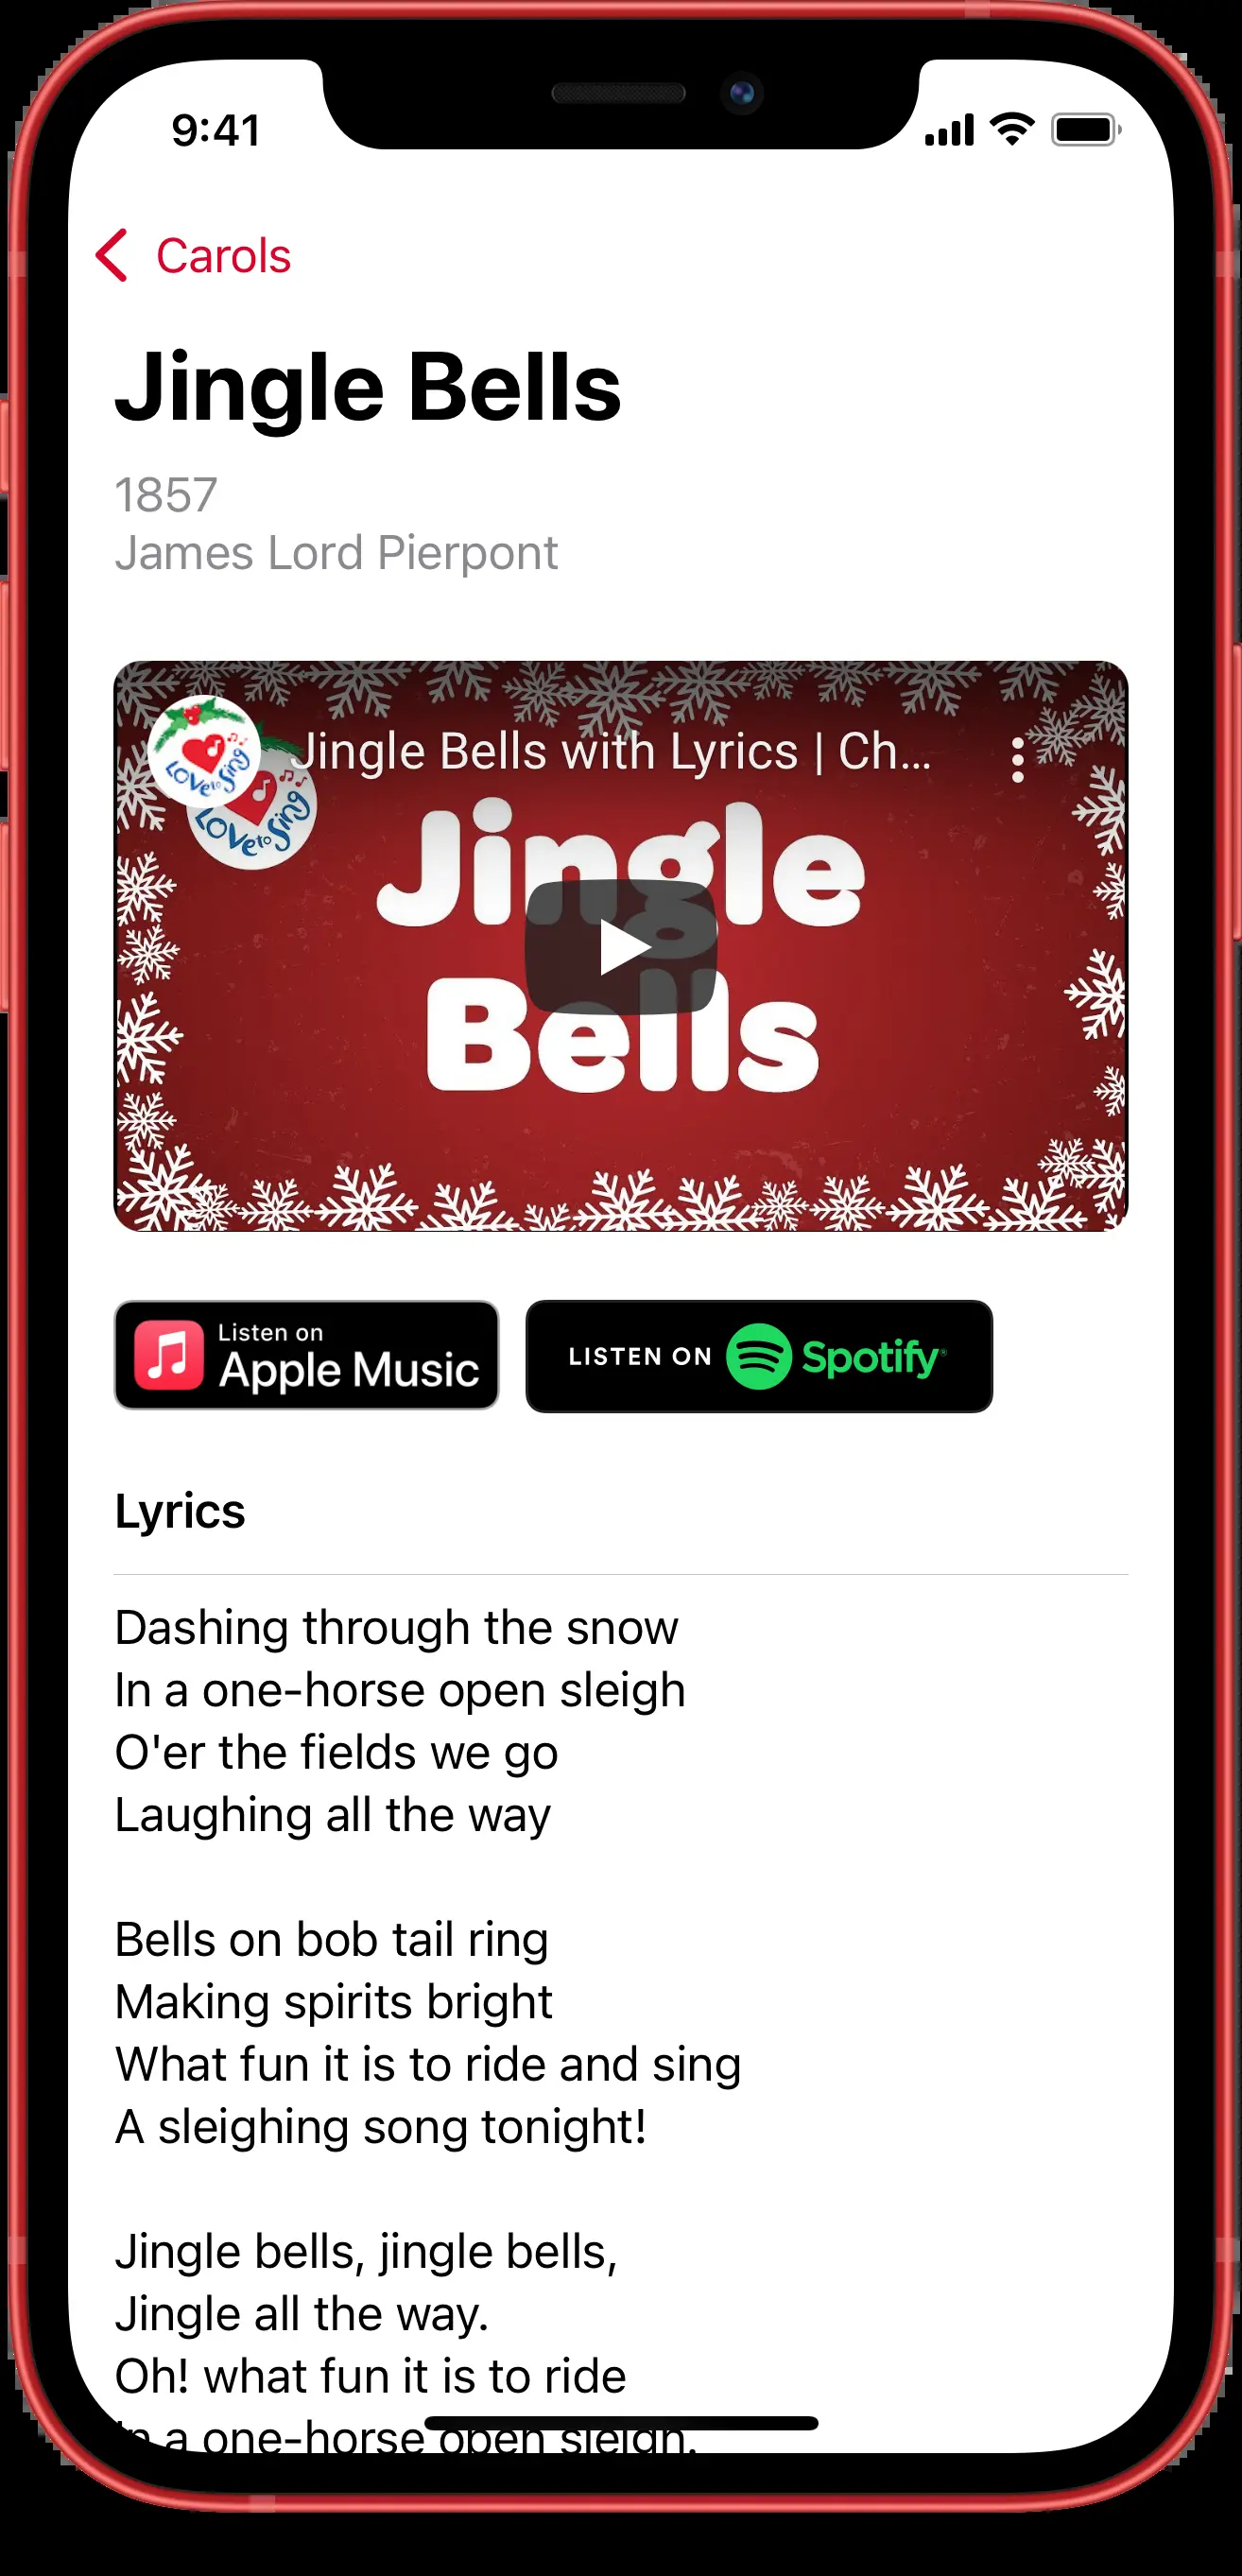 9:41
Carols
Jingle Bells
1857
James Lord Pierpont
Jingle Bells with Lyrics | Ch...
Love to Sing
Love to Sing
Jingle
Bells
Listen on
Apple Music
LISTEN ON Spotify®
Lyrics
Dashing through the snow
In a one-horse open sleigh
O'er the fields we go
Laughing all the way
Bells on bob tail ring
Making spirits bright
What fun it is to ride and sing
A sleighing song tonight!
Jingle bells, jingle bells,
Jingle all the way.
Oh! what fun it is to ride
In a one-horse open sleigh.